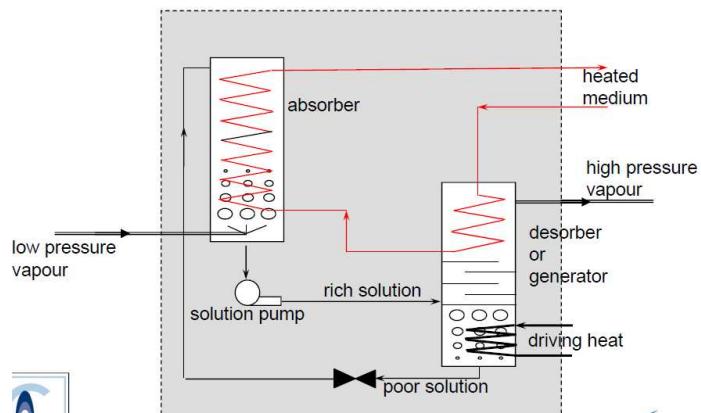 absorber
heated
medium
high pressure
vapour
low pressure
vapour
desorber
or
generator
rich solution
solution pump
driving heat
poor solution